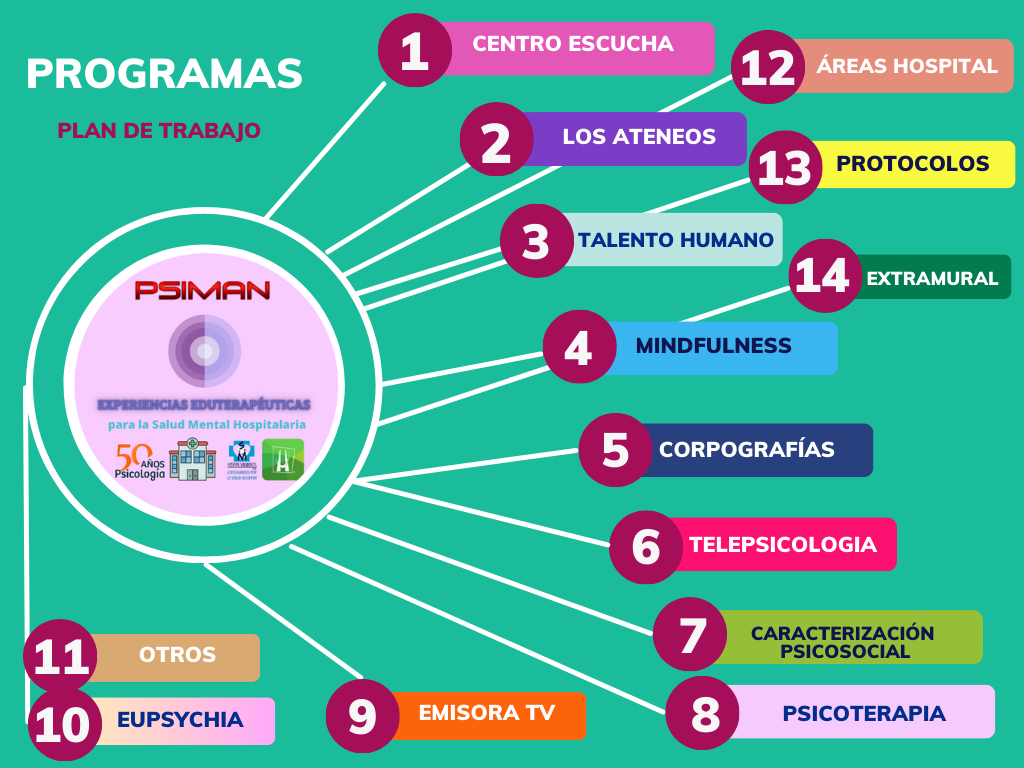 PROGRAMAS
PLAN DE TRABAJO
1 CENTRO ESCUCHA
2 LOS ATENEOS
3 TALENTO HUMANO
4 MINDFULNESS
5 CORPOGRAFÍAS
6 TELEPSICOLOGIA
7 CARACTERIZACIÓN
PSICOSOCIAL
8 PSICOTERAPIA
9 EMISORA TV
10 EUPSYCHIA
11 OTROS
12 ÁREAS HOSPITAL
13 PROTOCOLOS
14 EXTRAMURAL
PSIMAN
EXPERIENCIAS EDUTERAPÉUTICAS
para la Salud Mental Hospitalaria
50
AÑOS
Psicología